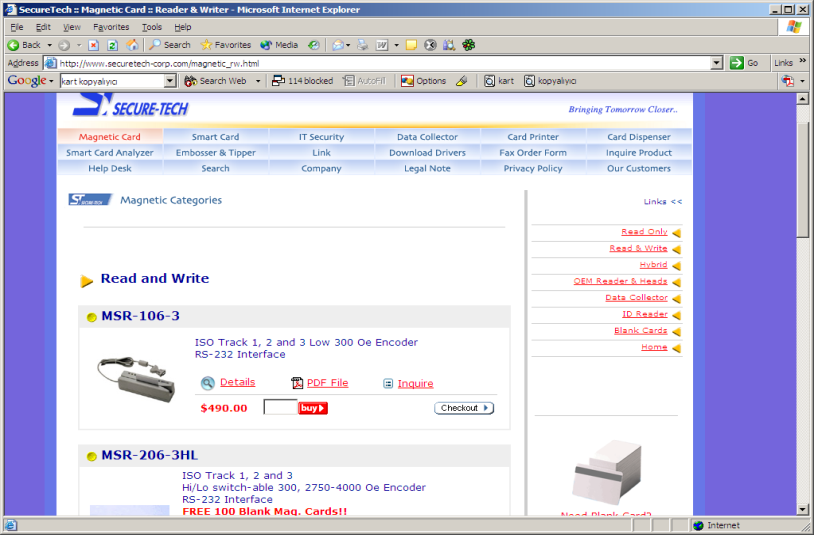 SecureTech :: Magnetic Card :: Reader & Writer - Microsoft Internet Explorer
File Edit View Favorites Tools Help
Back Search Favorites Media
Address http://www.securetech-corp.com/magnetic_rw.html Go Links »
Google kart kopyalıyıcı Search Web 114 blocked AutoFill Options kart kopyalıyıcı
ST SECURE-TECH
Bringing Tomorrow Closer..
Magnetic Card Smart Card IT Security Data Collector Card Printer Card Dispenser
Smart Card Analyzer Embosser & Tipper Link Download Drivers Fax Order Form Inquire Product
Help Desk Search Company Legal Note Privacy Policy Our Customers
Magnetic Categories
Links <<
Read Only
Read & Write
Hybrid
OEM Reader & Heads
Data Collector
ID Reader
Blank Cards
Home
Read and Write
MSR-106-3
ISO Track 1, 2 and 3 Low 300 Oe Encoder
RS-232 Interface
Details PDF File Inquire
$490.00 buy Checkout
MSR-206-3HL
ISO Track 1, 2 and 3
Hi/Lo switch-able 300, 2750-4000 Oe Encoder
RS-232 Interface
FREE 100 Blank Mag. Cards!!
Need Blank Card?
Internet